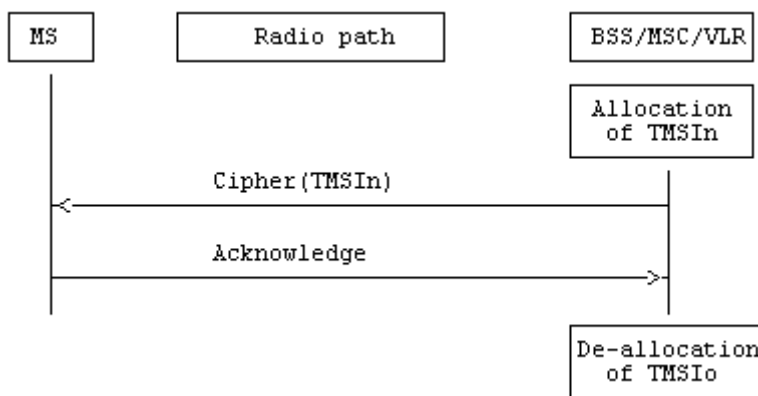 MS
Radio path
BSS/MSC/VLR
Allocation
of TMSIn
Cipher(TMSIn)
Acknowledge
De-allocation
of TMSIo